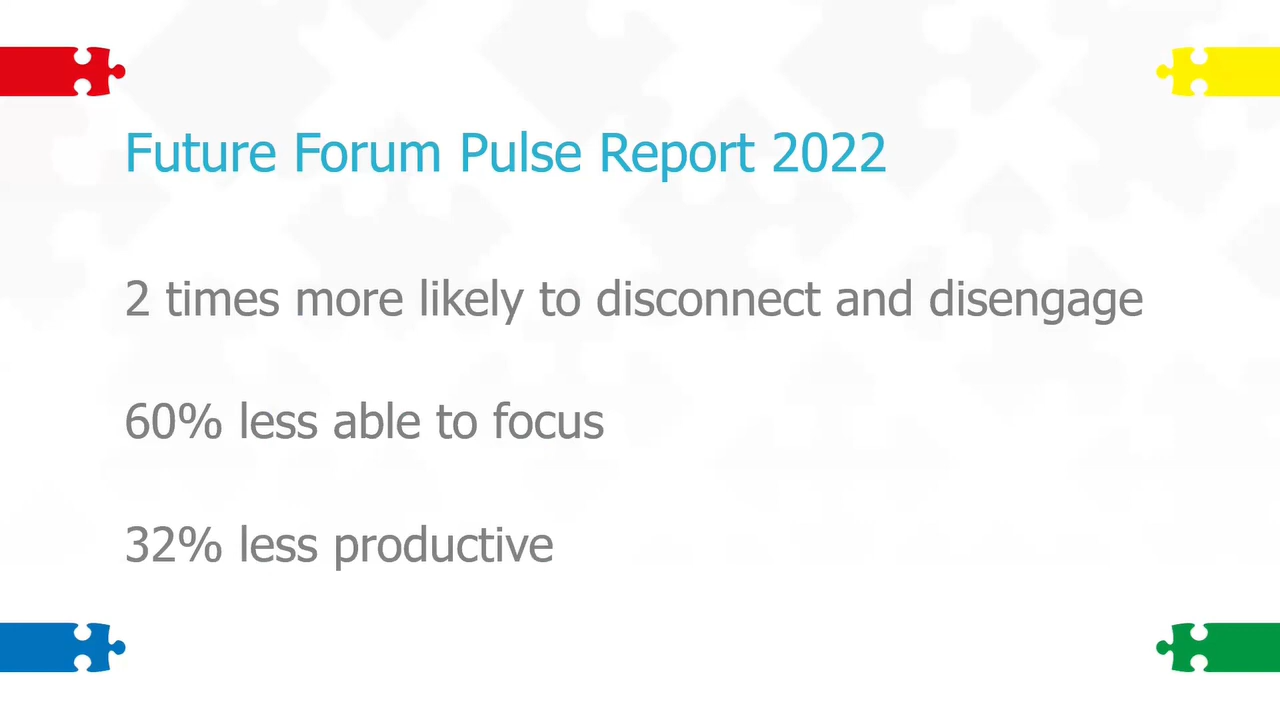 Future Forum Pulse Report 2022
2 times more likely to disconnect and disengage
60% less able to focus
32% less productive